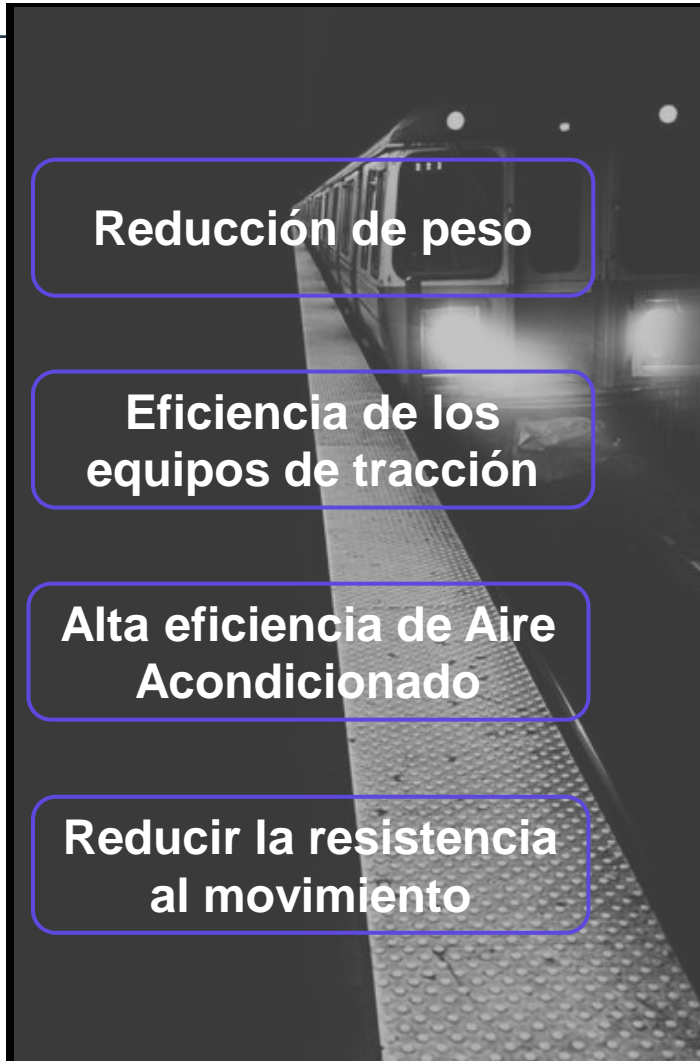 Reducción de peso
Eficiencia de los
equipos de tracción
Alta eficiencia de Aire
Acondicionado
Reducir la resistencia
al movimiento